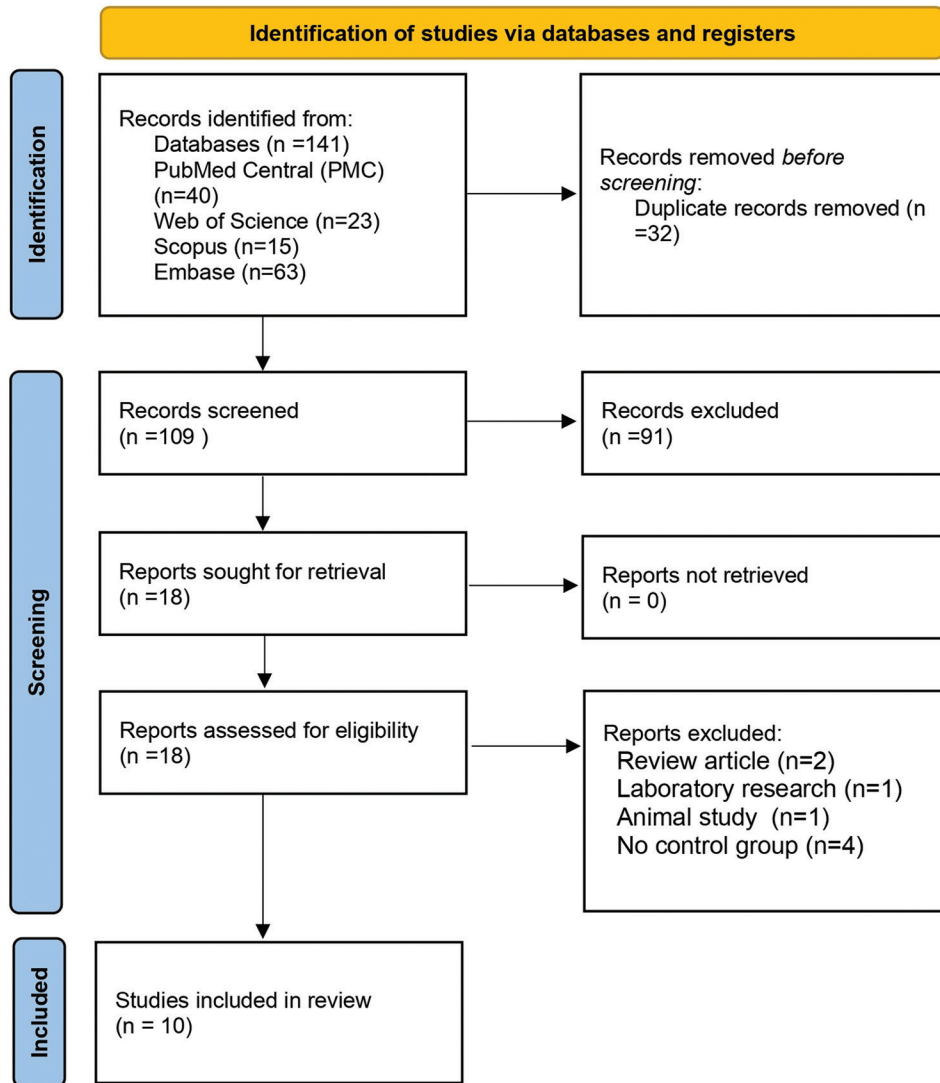 Identification of studies via databases and registers
Identification
Records identified from:
Databases (n =141)
PubMed Central (PMC)
(n=40)
Web of Science (n=23)
Scopus (n=15)
Embase (n=63)
Records removed before
screening:
Duplicate records removed (n
=32)
Screening
Records screened
(n =109 )
Records excluded
(n =91)
Reports sought for retrieval
(n =18)
Reports not retrieved
(n = 0)
Reports assessed for eligibility
(n =18)
Reports excluded:
Review article (n=2)
Laboratory research (n=1)
Animal study (n=1)
No control group (n=4)
Included
Studies included in review
(n = 10)